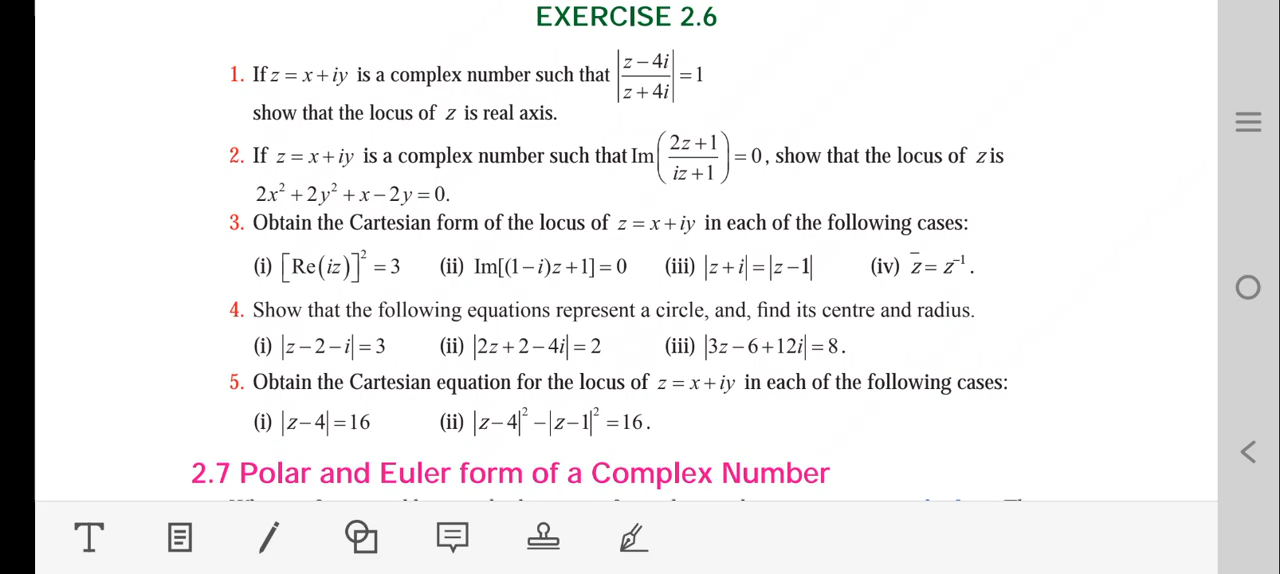 EXERCISE 2.6
1. If z = x + iy is a complex number such that |(z − 4i)/(z + 4i)| = 1
show that the locus of z is real axis.
2. If z = x + iy is a complex number such that Im((2z + 1)/(iz + 1)) = 0, show that the locus of z is
2x² + 2y² + x − 2y = 0.
3. Obtain the Cartesian form of the locus of z = x + iy in each of the following cases:
(i) [Re(iz)]² = 3 (ii) Im[(1 − i)z + 1] = 0 (iii) |z + i| = |z − 1| (iv) z̄ = z⁻¹.
4. Show that the following equations represent a circle, and, find its centre and radius.
(i) |z − 2 − i| = 3 (ii) |2z + 2 − 4i| = 2 (iii) |3z − 6 + 12i| = 8.
5. Obtain the Cartesian equation for the locus of z = x + iy in each of the following cases:
(i) |z − 4| = 16 (ii) |z − 4|² − |z − 1|² = 16.
2.7 Polar and Euler form of a Complex Number
T